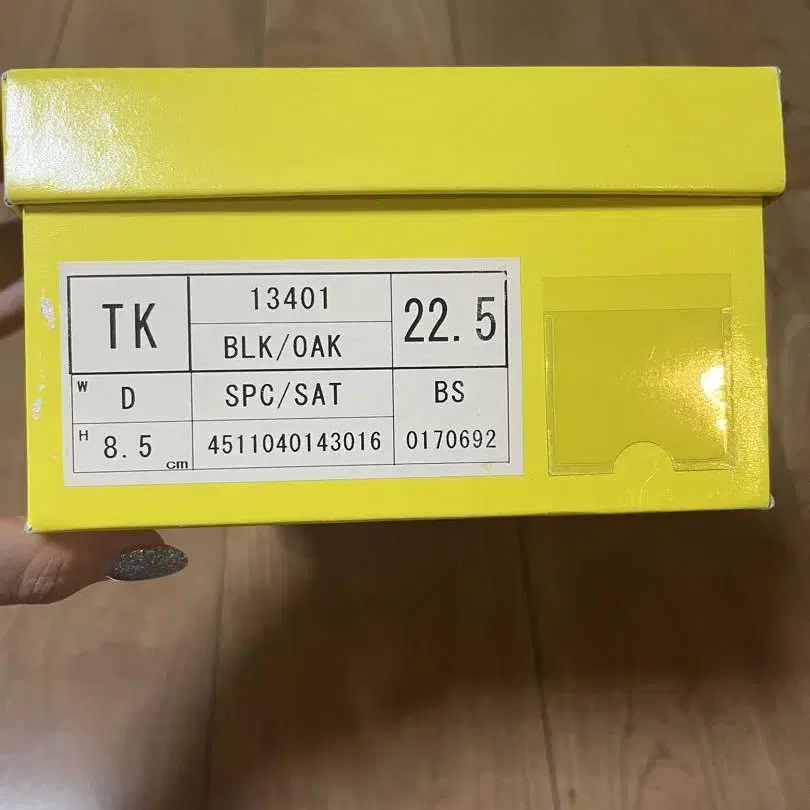 TK 13401 22.5
BLK/OAK
W D SPC/SAT BS
H 8.5 cm 4511040143016 0170692